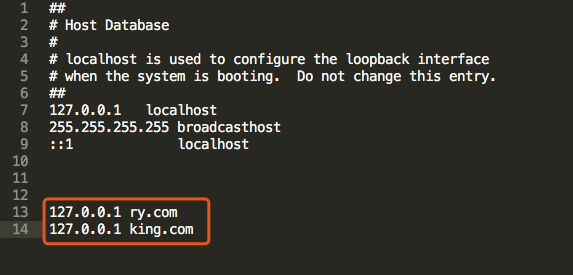 1 ##
2 # Host Database
3 #
4 # localhost is used to configure the loopback interface
5 # when the system is booting.  Do not change this entry.
6 ##
7 127.0.0.1   localhost
8 255.255.255.255 broadcasthost
9 ::1             localhost
10
11
12
13 127.0.0.1 ry.com
14 127.0.0.1 king.com